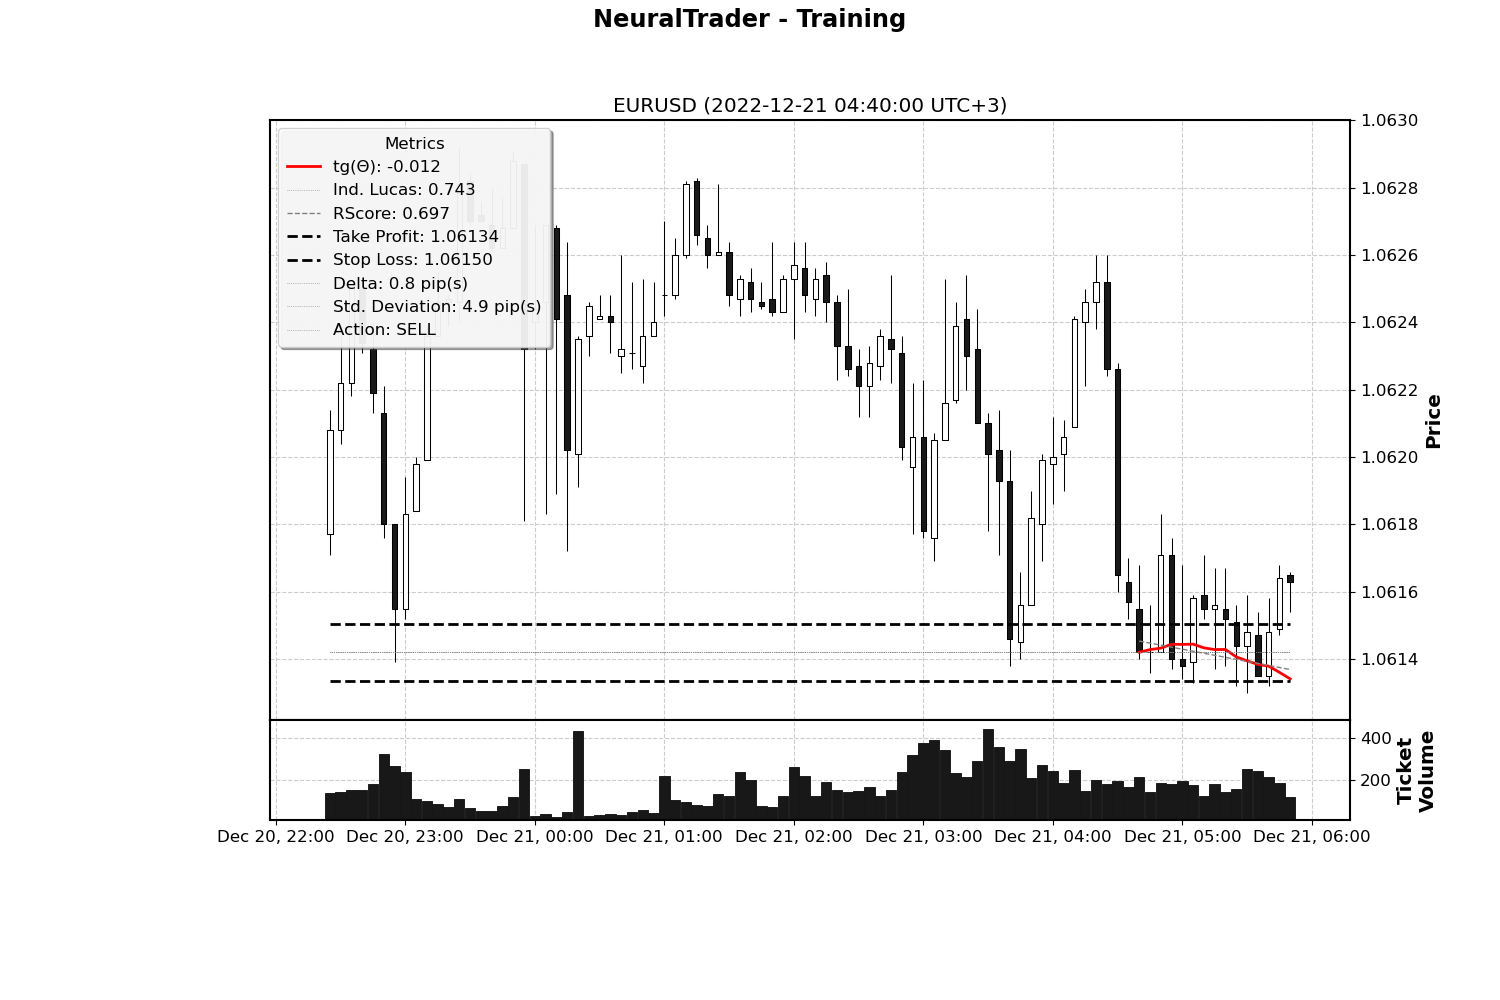 NeuralTrader - Training
EURUSD (2022-12-21 04:40:00 UTC+3)
Metrics
tg(Θ): -0.012
Ind. Lucas: 0.743
RScore: 0.697
Take Profit: 1.06134
Stop Loss: 1.06150
Delta: 0.8 pip(s)
Std. Deviation: 4.9 pip(s)
Action: SELL
1.0630
1.0628
1.0626
1.0624
1.0622
1.0620
1.0618
1.0616
1.0614
Price
400
200
Ticket
Volume
Dec 20, 22:00 Dec 20, 23:00 Dec 21, 00:00 Dec 21, 01:00 Dec 21, 02:00 Dec 21, 03:00 Dec 21, 04:00 Dec 21, 05:00 Dec 21, 06:00